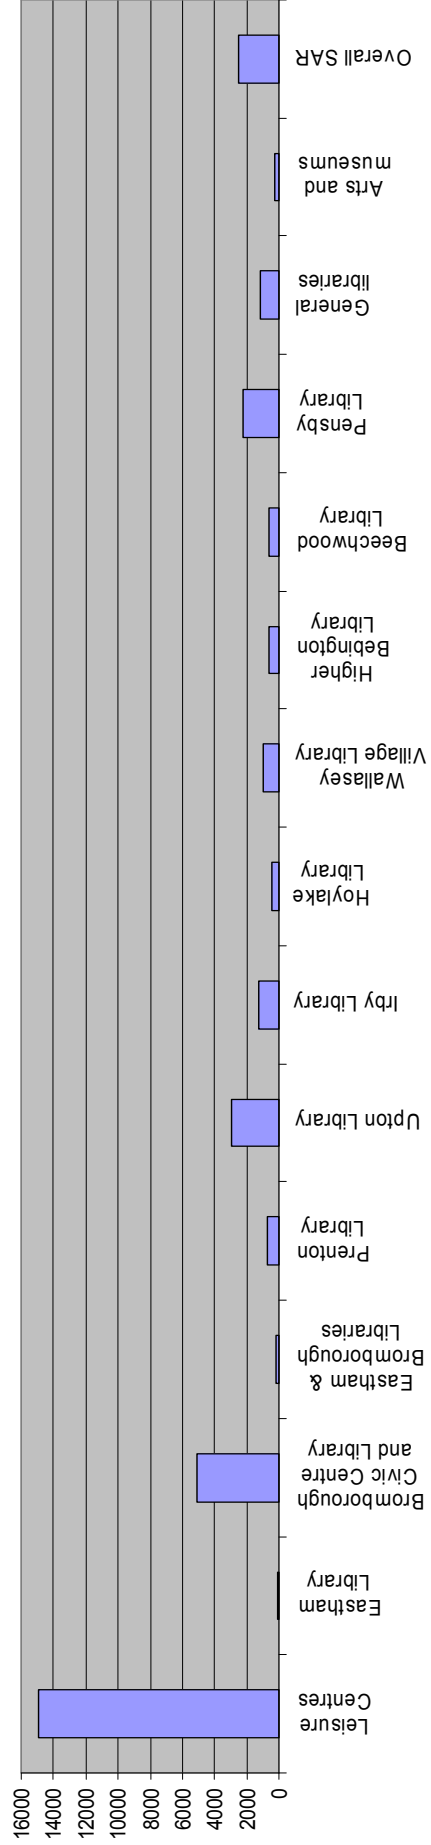 Overall SAR
Arts and
museums
General
libraries
Pensby
Library
Beechwood
Library
Higher
Bebington
Library
Wallasey
Village Library
Hoylake
Library
Irby Library
Upton Library
Prenton
Library
Eastham &
Bromborough
Libraries
Bromborough
Civic Centre
and Library
Eastham
Library
Leisure
Centres
16000
14000
12000
10000
8000
6000
4000
2000
0